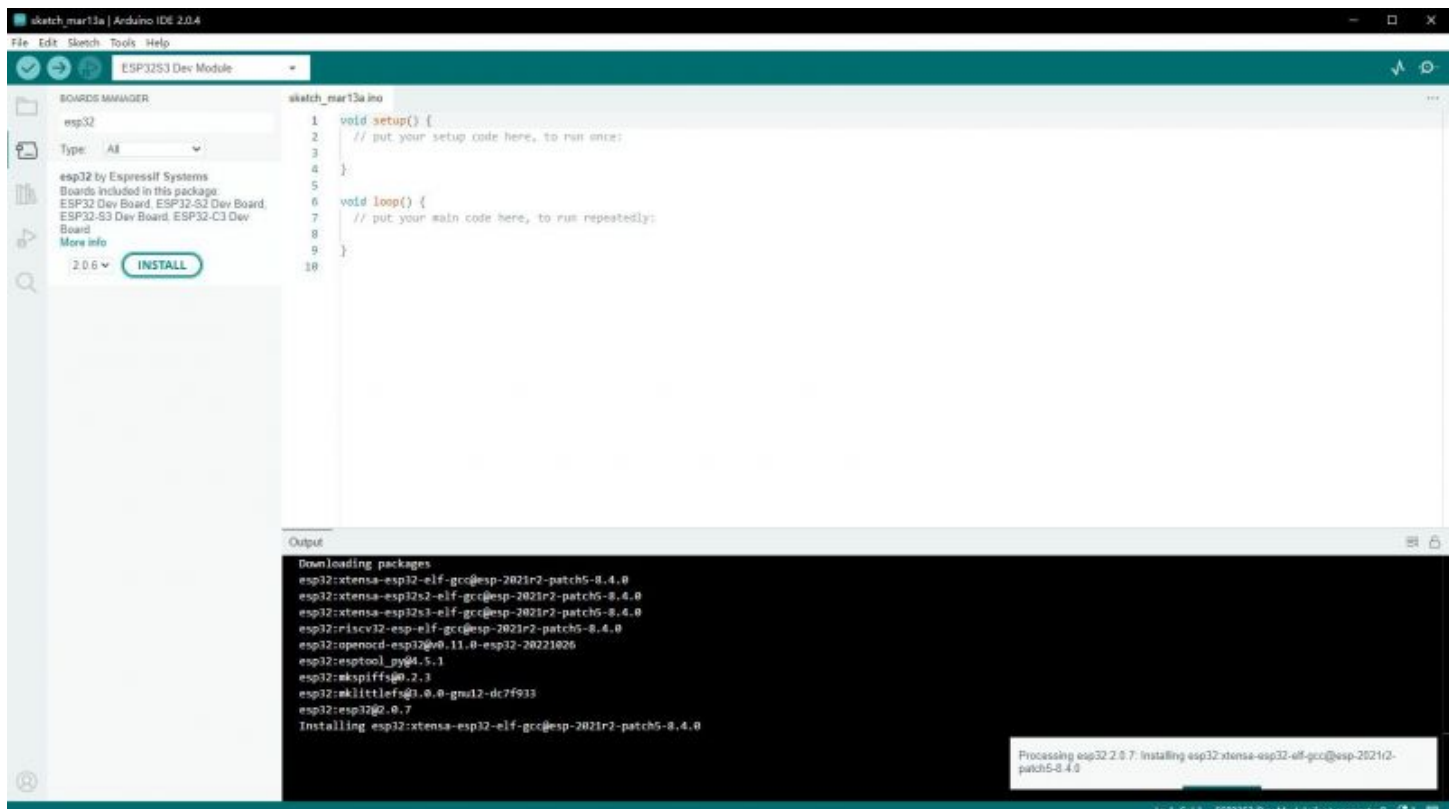 sketch_mar13a | Arduino IDE 2.0.4
File Edit Sketch Tools Help
ESP32S3 Dev Module
BOARDS MANAGER
esp32
Type: All
esp32 by Espressif Systems
Boards included in this package:
ESP32 Dev Board, ESP32-S2 Dev Board,
ESP32-S3 Dev Board, ESP32-C3 Dev
Board
More info
2.0.6 INSTALL
sketch_mar13a.ino
1 void setup() {
2 // put your setup code here, to run once:
3
4 }
5
6 void loop() {
7 // put your main code here, to run repeatedly:
8
9 }
10
Output
Downloading packages
esp32:xtensa-esp32-elf-gcc@esp-2021r2-patch5-8.4.0
esp32:xtensa-esp32s2-elf-gcc@esp-2021r2-patch5-8.4.0
esp32:xtensa-esp32s3-elf-gcc@esp-2021r2-patch5-8.4.0
esp32:riscv32-esp-elf-gcc@esp-2021r2-patch5-8.4.0
esp32:openocd-esp32@v0.11.0-esp32-20221026
esp32:esptool_py@4.5.1
esp32:mkspiffs@0.2.3
esp32:mklittlefs@3.0.0-gnu12-dc7f933
esp32:esp32@2.0.7
Installing esp32:xtensa-esp32-elf-gcc@esp-2021r2-patch5-8.4.0
Processing esp32:2.0.7: Installing esp32:xtensa-esp32-elf-gcc@esp-2021r2-
patch5-8.4.0